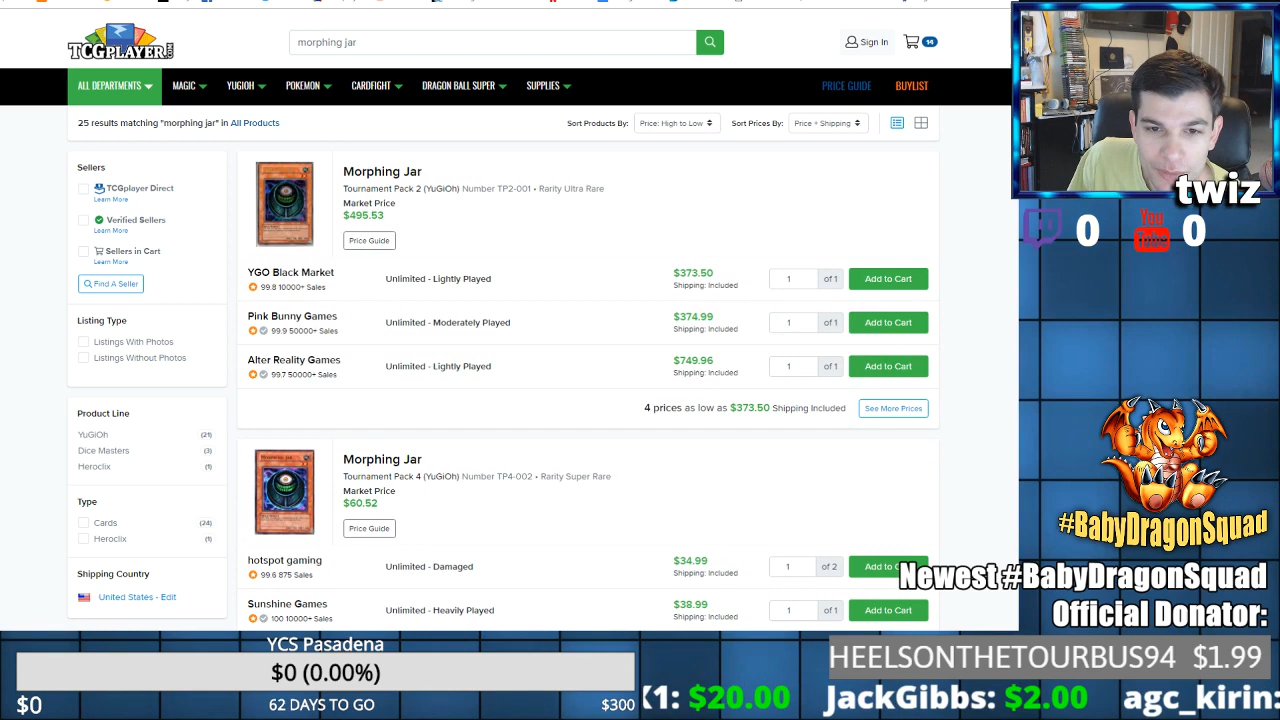 TCGPLAYER.COM
morphing jar
Sign In
14
ALL DEPARTMENTS
MAGIC
YUGIOH
POKEMON
CARDFIGHT
DRAGON BALL SUPER
SUPPLIES
PRICE GUIDE
BUYLIST
25 results matching "morphing jar" in All Products
Sort Products By:
Price: High to Low
Sort Prices By:
Price + Shipping
Sellers
TCGplayer Direct
Learn More
Verified Sellers
Learn More
Sellers in Cart
Learn More
Find A Seller
Listing Type
Listings With Photos
Listings Without Photos
Product Line
YuGiOh (21)
Dice Masters (3)
Heroclix (1)
Type
Cards (24)
Heroclix (1)
Shipping Country
United States - Edit
Morphing Jar
Tournament Pack 2 (YuGiOh) Number TP2-001 • Rarity Ultra Rare
Market Price
$495.53
Price Guide
YGO Black Market
99.8 10000+ Sales
Unlimited - Lightly Played
$373.50
Shipping: Included
1 of 1
Add to Cart
Pink Bunny Games
99.9 50000+ Sales
Unlimited - Moderately Played
$374.99
Shipping: Included
1 of 1
Add to Cart
Alter Reality Games
99.7 50000+ Sales
Unlimited - Lightly Played
$749.96
Shipping: Included
1 of 1
Add to Cart
4 prices as low as $373.50 Shipping Included
See More Prices
Morphing Jar
Tournament Pack 4 (YuGiOh) Number TP4-002 • Rarity Super Rare
Market Price
$60.52
Price Guide
hotspot gaming
99.6 875 Sales
Unlimited - Damaged
$34.99
Shipping: Included
1 of 2
Add to C
Sunshine Games
100 10000+ Sales
Unlimited - Heavily Played
$38.99
Shipping: Included
1 of 1
Add to Cart
twiz
0
You Tube
0
#BabyDragonSquad
Newest #BabyDragonSquad
Official Donator:
HEELSONTHETOURBUS94 $1.99
YCS Pasadena
$0 (0.00%)
$0
62 DAYS TO GO
$300
X1: $20.00 JackGibbs: $2.00 agc_kirin: